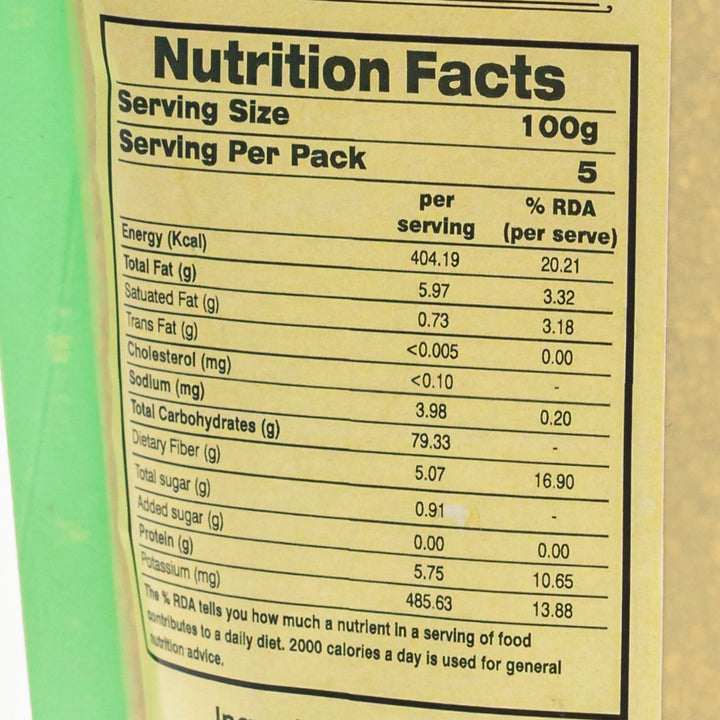 Nutrition Facts
Serving Size 100g
Serving Per Pack 5
per serving % RDA (per serve)
Energy (Kcal) 404.19 20.21
Total Fat (g) 5.97 3.32
Satuated Fat (g) 0.73 3.18
Trans Fat (g) <0.005 0.00
Cholesterol (mg) <0.10 -
Sodium (mg) 3.98 0.20
Total Carbohydrates (g) 79.33 -
Dietary Fiber (g) 5.07 16.90
Total sugar (g) 0.91 -
Added sugar (g) 0.00 0.00
Protein (g) 5.75 10.65
Potassium (mg) 485.63 13.88
The % RDA tells you how much a nutrient in a serving of food
contributes to a daily diet. 2000 calories a day is used for general
nutrition advice.